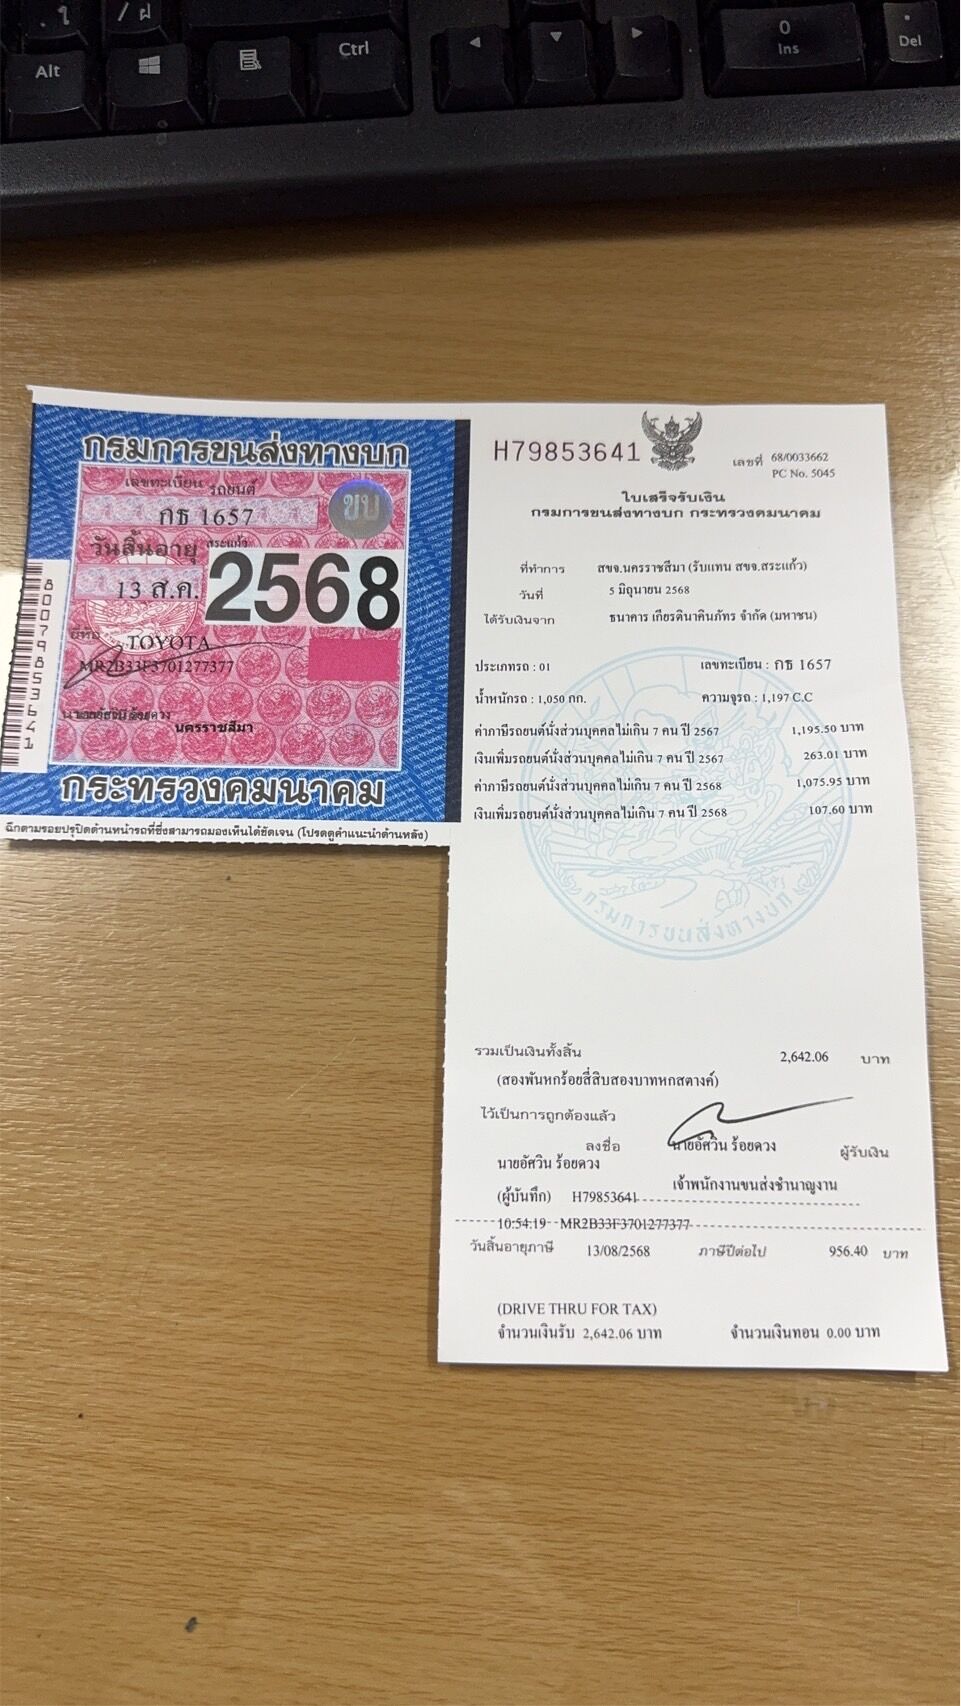 / ฝ
Alt
Ctrl
0
Ins
Del
กรมการขนส่งทางบก
เลขทะเบียน รถยนต์
กธ 1657
ขบ
วันสิ้นอายุ สระแก้ว
13 ส.ค. 2568
ยี่ห้อ TOYOTA
MR2B33F3701277377
นครราชสีมา
8007985364​1
กระทรวงคมนาคม
ฉีกตามรอยปรุปิดด้านหน้ารถที่ซึ่งสามารถมองเห็นได้ชัดเจน (โปรดดูคำแนะนำด้านหลัง)
H79853641
เลขที่ 68/0033662
PC No. 5045
ใบเสร็จรับเงิน
กรมการขนส่งทางบก กระทรวงคมนาคม
ที่ทำการ สขจ.นครราชสีมา (รับแทน สขจ.สระแก้ว)
วันที่ 5 มิถุนายน 2568
ได้รับเงินจาก ธนาคาร เกียรตินาคินภัทร จำกัด (มหาชน)
ประเภทรถ : 01 เลขทะเบียน : กธ 1657
น้ำหนักรถ : 1,050 กก. ความจุรถ : 1,197 C.C
ค่าภาษีรถยนต์นั่งส่วนบุคคลไม่เกิน 7 คน ปี 2567 1,195.50 บาท
เงินเพิ่มรถยนต์นั่งส่วนบุคคลไม่เกิน 7 คน ปี 2567 263.01 บาท
ค่าภาษีรถยนต์นั่งส่วนบุคคลไม่เกิน 7 คน ปี 2568 1,075.95 บาท
เงินเพิ่มรถยนต์นั่งส่วนบุคคลไม่เกิน 7 คน ปี 2568 107.60 บาท
กรมการขนส่งทางบก
รวมเป็นเงินทั้งสิ้น 2,642.06 บาท
(สองพันหกร้อยสี่สิบสองบาทหกสตางค์)
ไว้เป็นการถูกต้องแล้ว
ลงชื่อ นายอัศวิน ร้อยดวง ผู้รับเงิน
นายอัศวิน ร้อยดวง
เจ้าพนักงานขนส่งชำนาญงาน
(ผู้บันทึก) H79853641
10:54:19 MR2B33F3701277377
วันสิ้นอายุภาษี 13/08/2568 ภาษีปีต่อไป 956.40 บาท
(DRIVE THRU FOR TAX)
จำนวนเงินรับ 2,642.06 บาท จำนวนเงินทอน 0.00 บาท